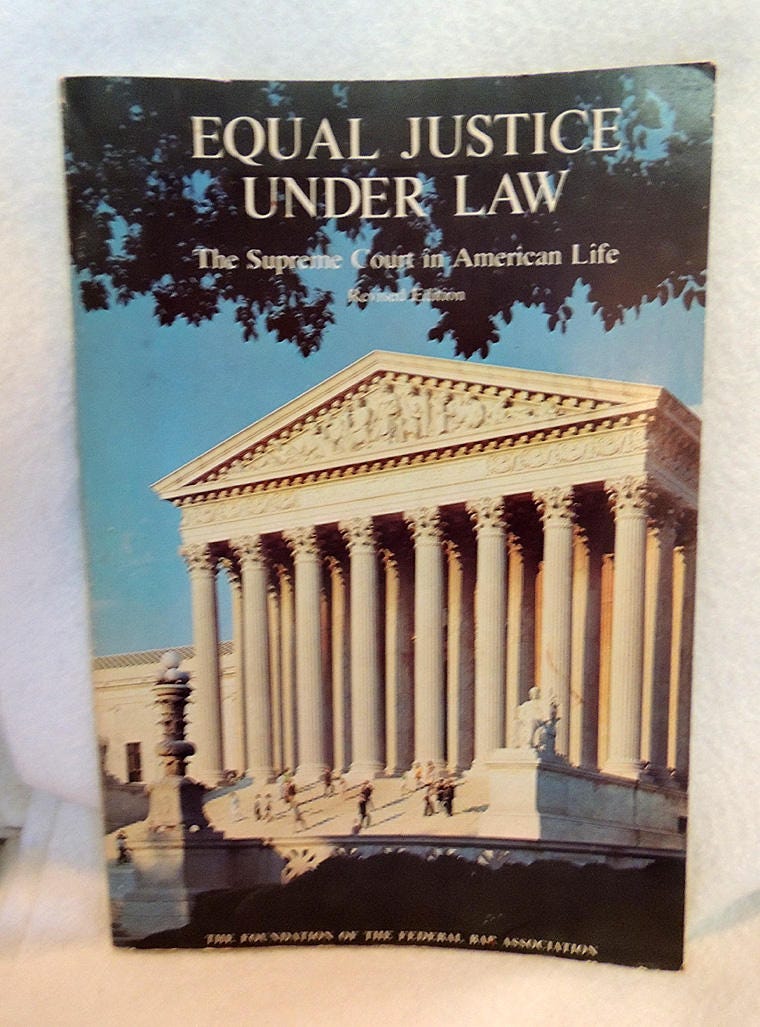 EQUAL JUSTICE
UNDER LAW
The Supreme Court in American Life
Revised Edition
THE FOUNDATION OF THE FEDERAL BAR ASSOCIATION